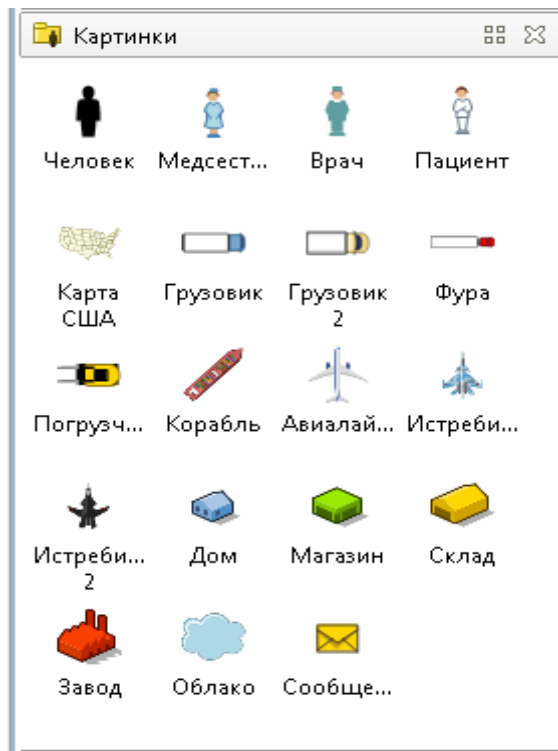 Картинки
Человек Медсест... Врач Пациент
Карта Грузовик Грузовик Фура
США 2
Погрузч... Корабль Авиалай... Истреби...
Истреби... Дом Магазин Склад
2
Завод Облако Сообще...